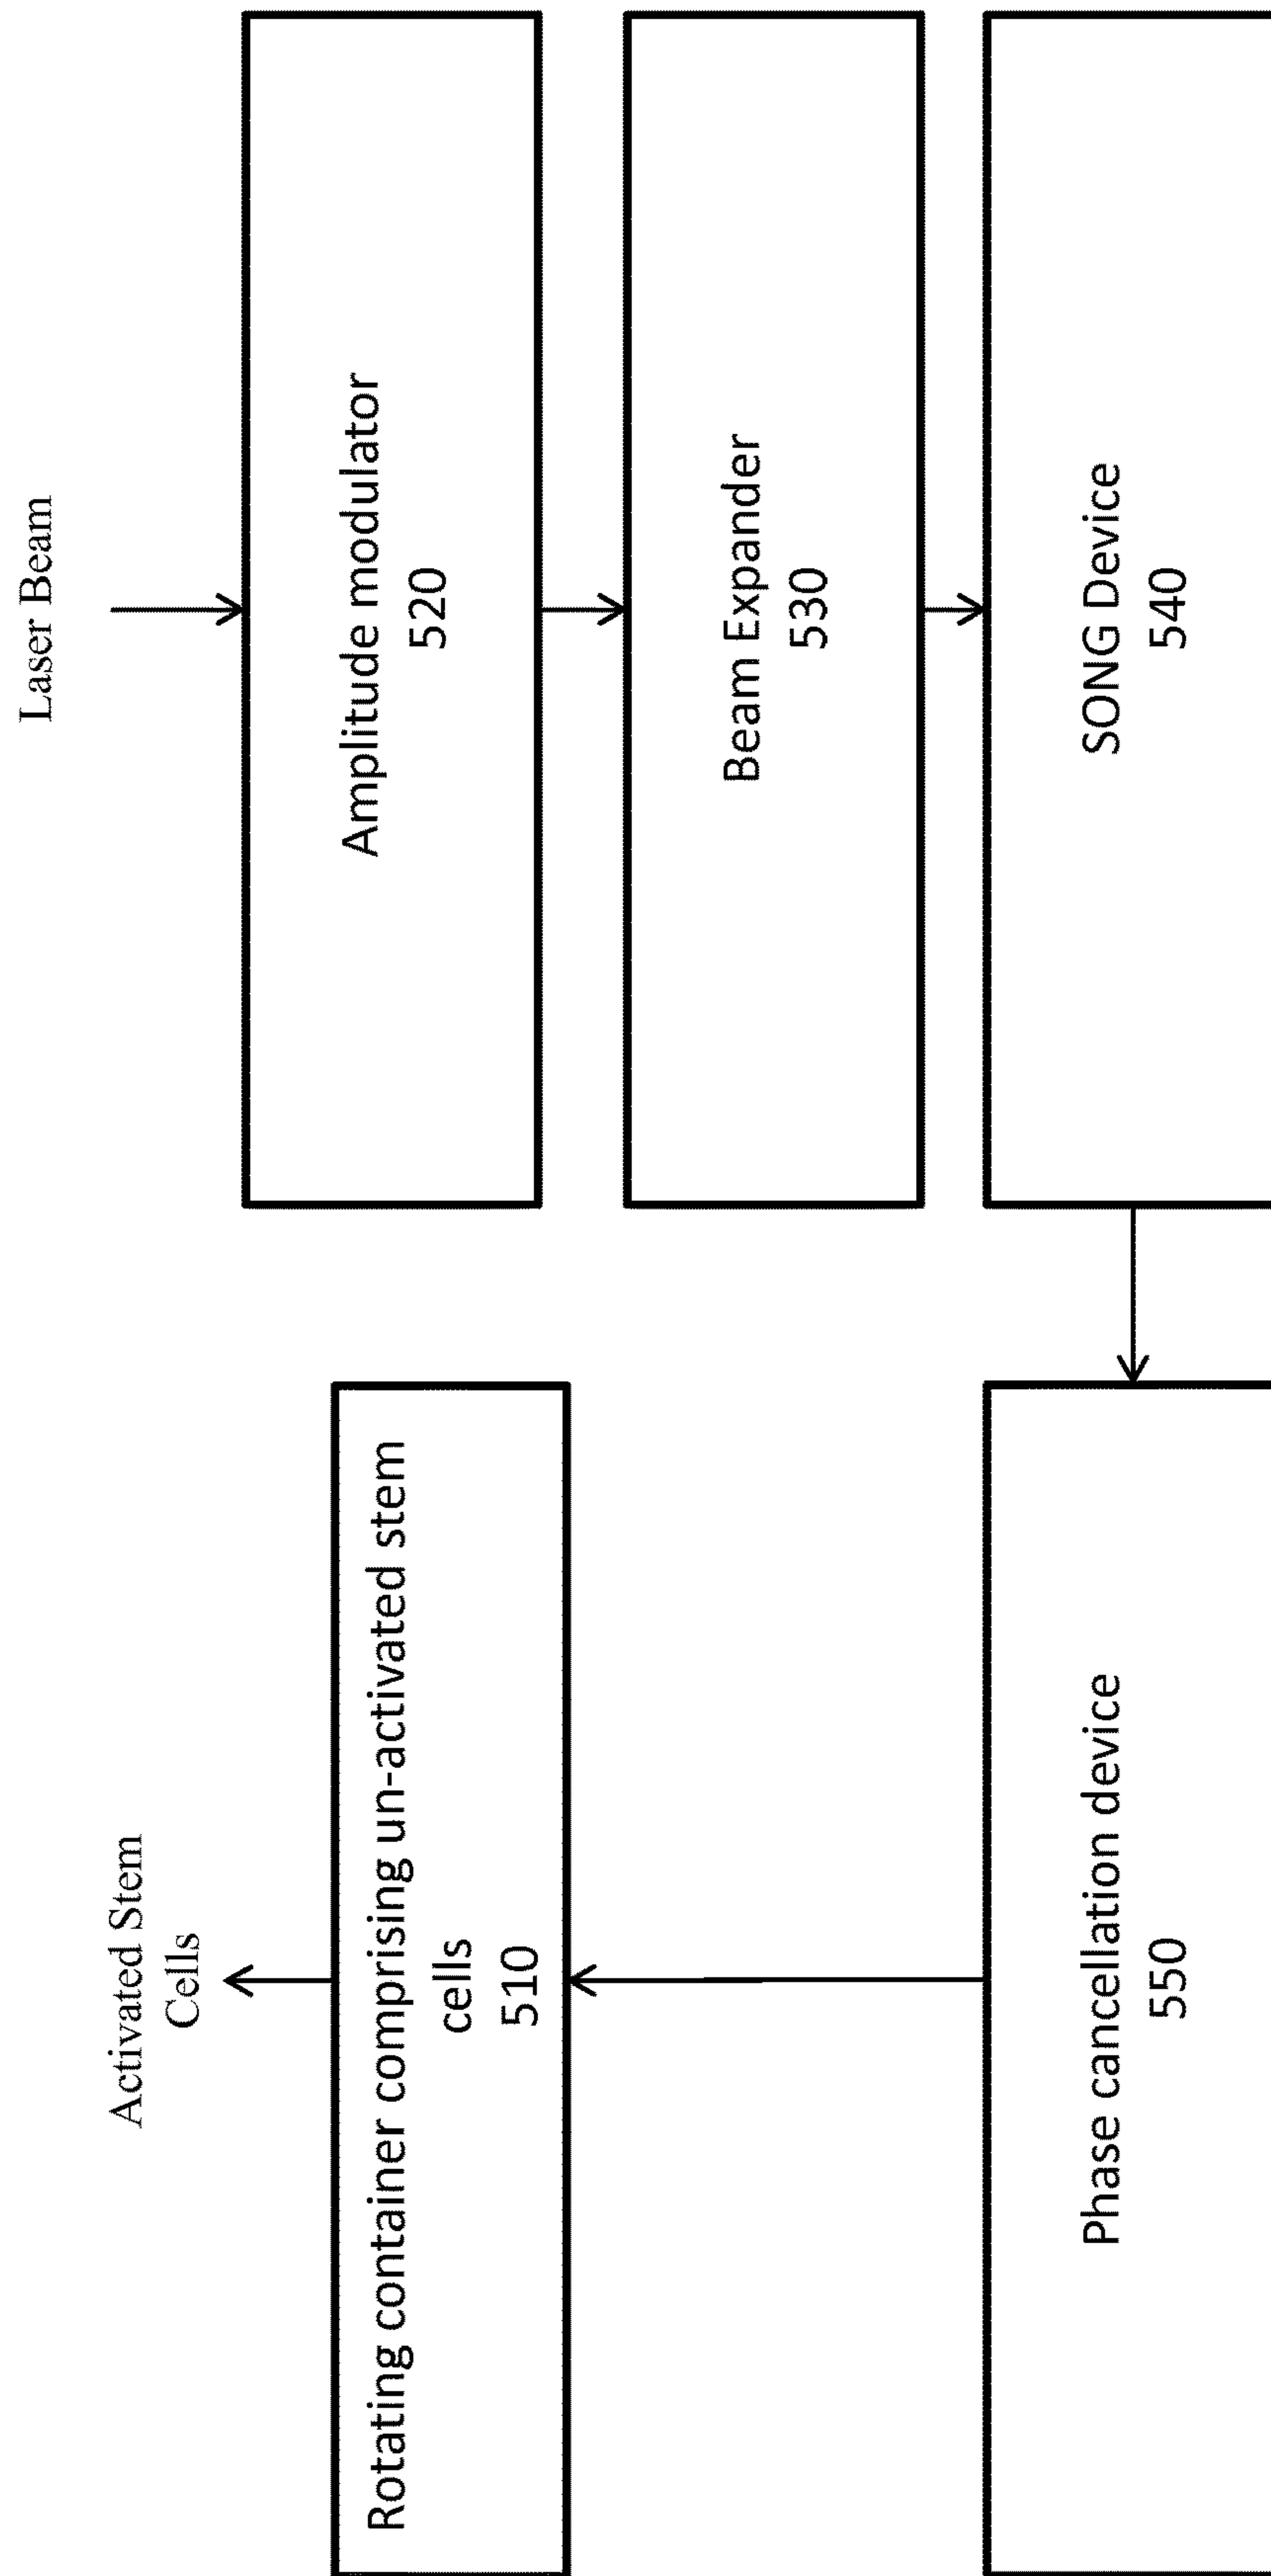 Laser Beam
Amplitude modulator
520
Beam Expander
530
SONG Device
540
Activated Stem
Cells
Rotating container comprising un-activated stem
cells
510
Phase cancellation device
550